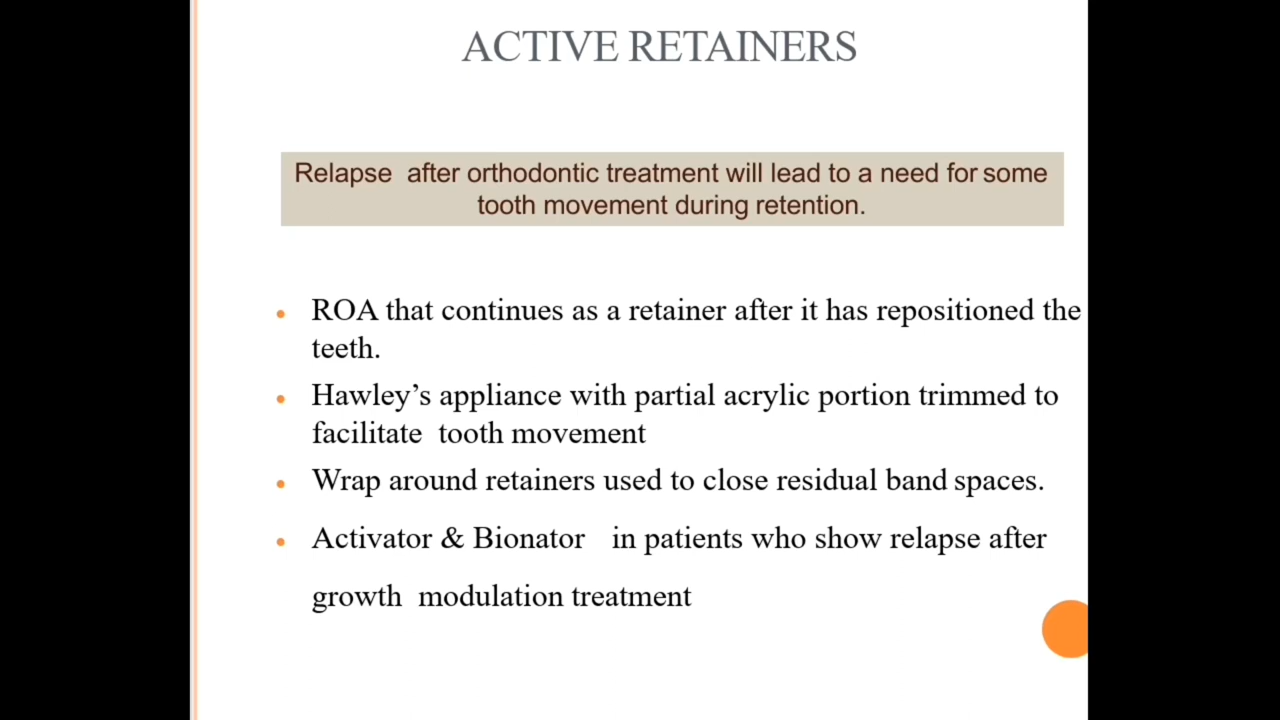 ACTIVE RETAINERS
Relapse after orthodontic treatment will lead to a need for some
tooth movement during retention.
ROA that continues as a retainer after it has repositioned the
teeth.
Hawley’s appliance with partial acrylic portion trimmed to
facilitate tooth movement
Wrap around retainers used to close residual band spaces.
Activator & Bionator in patients who show relapse after
growth modulation treatment